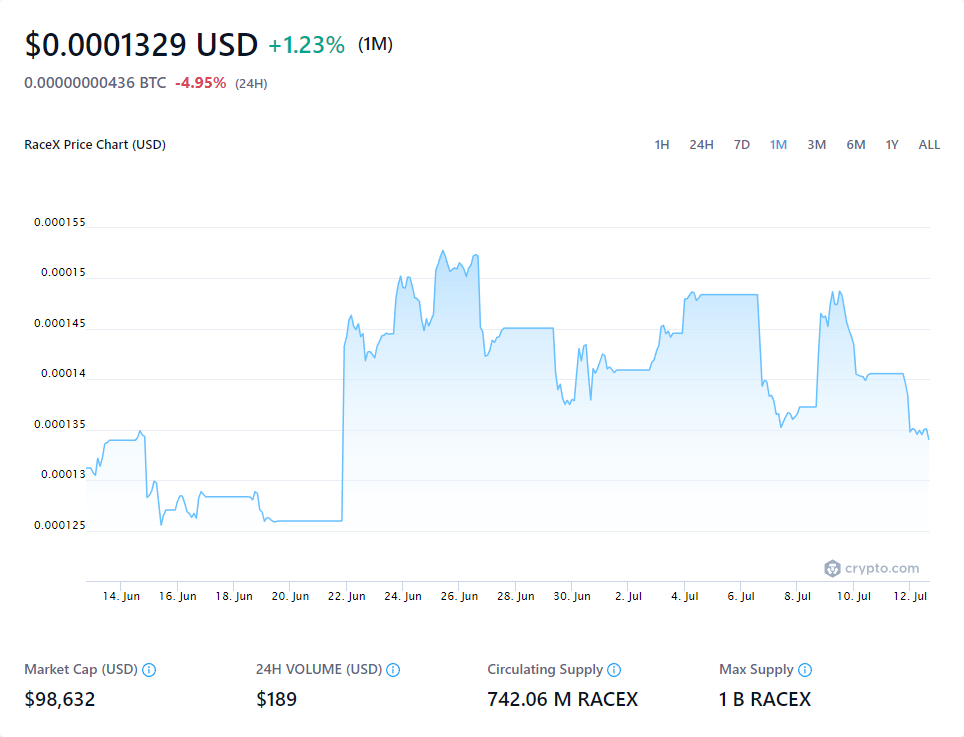 $0.0001329 USD +1.23% (1M)
0.00000000436 BTC -4.95% (24H)
RaceX Price Chart (USD) 1H 24H 7D 1M 3M 6M 1Y ALL
0.000155
0.00015
0.000145
0.00014
0.000135
0.00013
0.000125
crypto.com
14. Jun 16. Jun 18. Jun 20. Jun 22. Jun 24. Jun 26. Jun 28. Jun 30. Jun 2. Jul 4. Jul 6. Jul 8. Jul 10. Jul 12. Jul
Market Cap (USD) 24H VOLUME (USD) Circulating Supply Max Supply
$98,632 $189 742.06 M RACEX 1 B RACEX